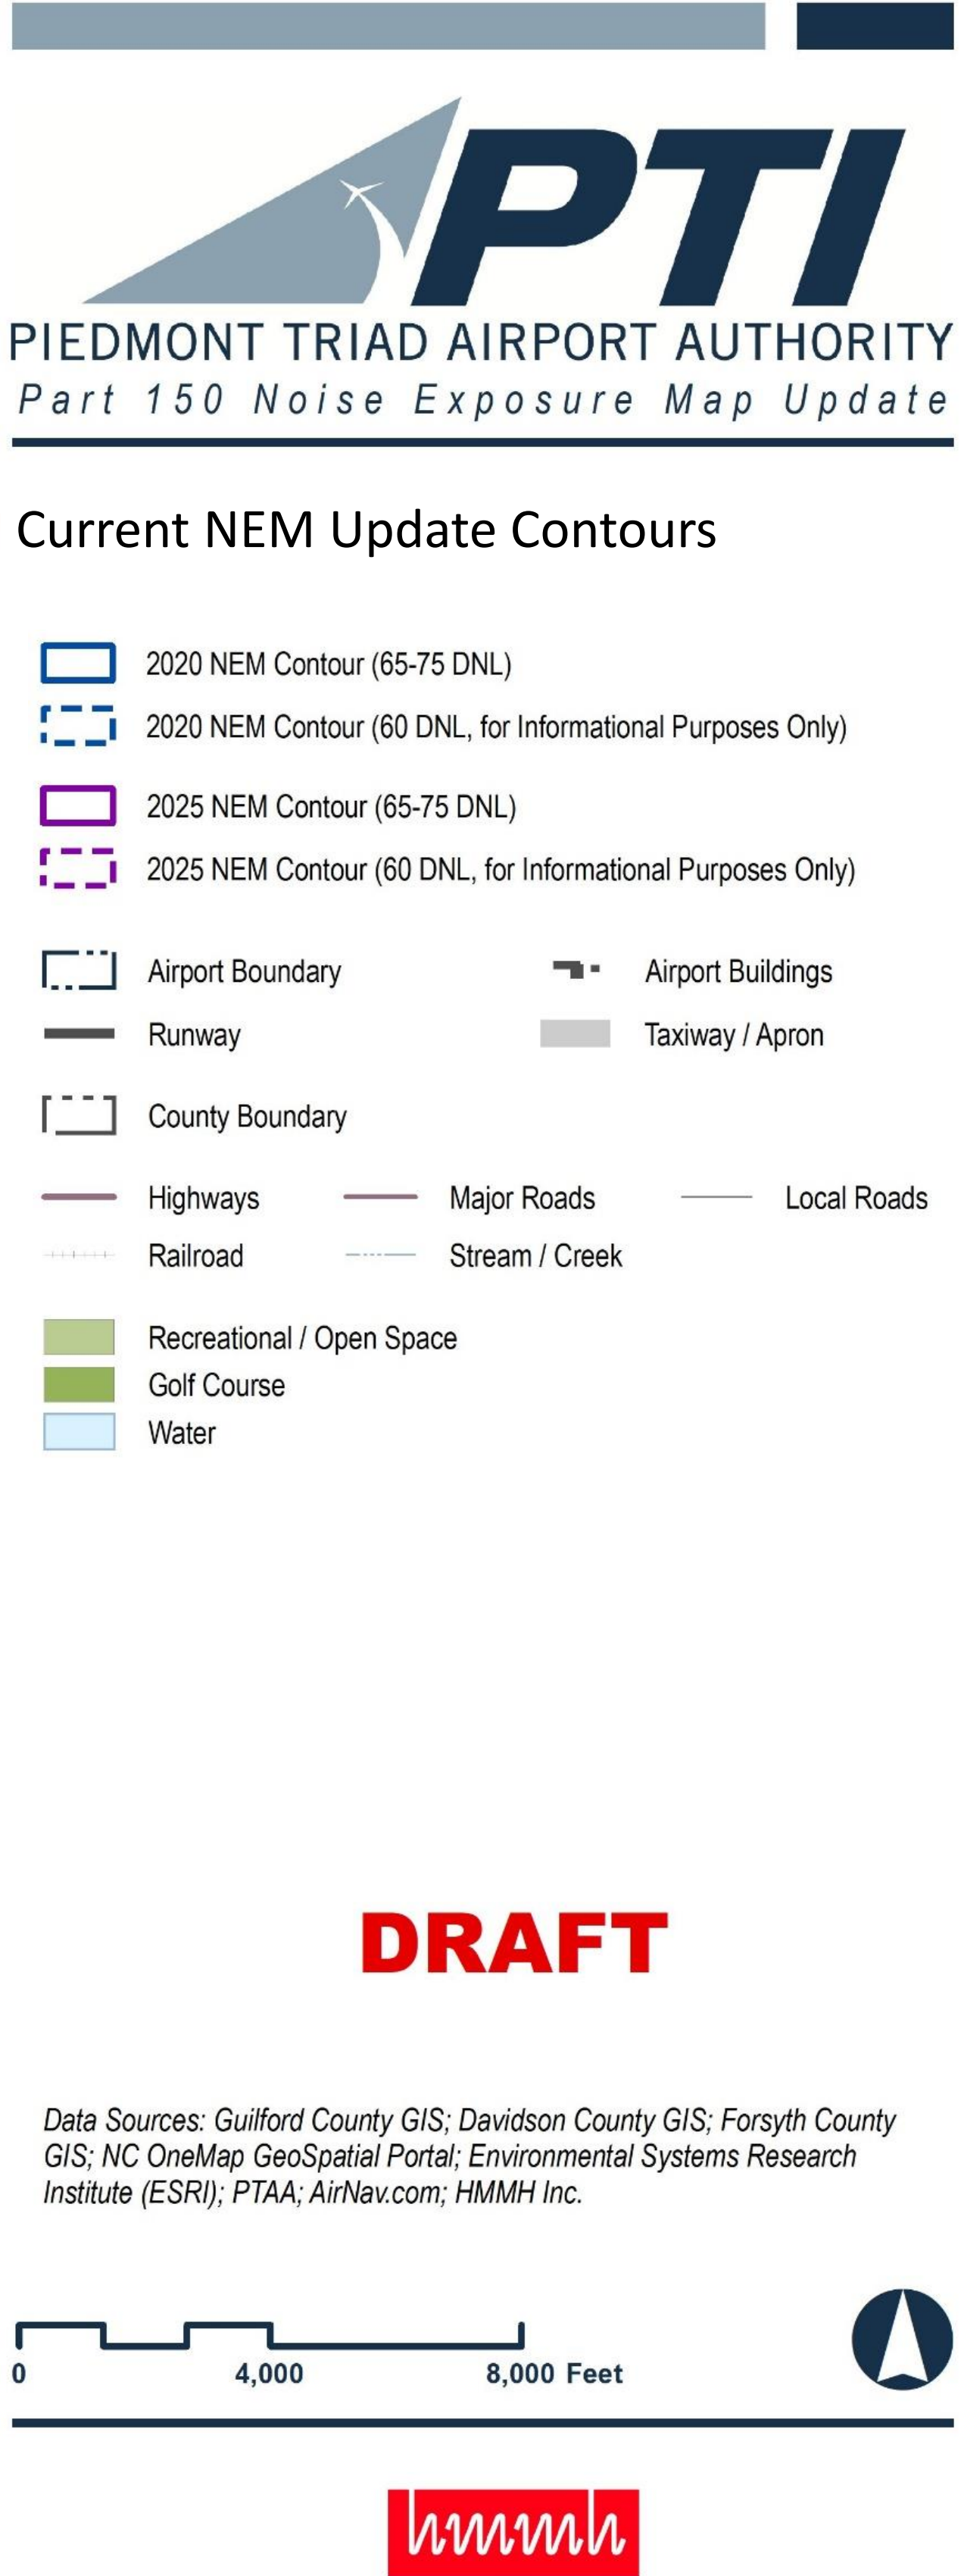 PTI
PIEDMONT TRIAD AIRPORT AUTHORITY
Part 150 Noise Exposure Map Update
Current NEM Update Contours
2020 NEM Contour (65-75 DNL)
2020 NEM Contour (60 DNL, for Informational Purposes Only)
2025 NEM Contour (65-75 DNL)
2025 NEM Contour (60 DNL, for Informational Purposes Only)
Airport Boundary Airport Buildings
Runway Taxiway / Apron
County Boundary
Highways Major Roads Local Roads
Railroad Stream / Creek
Recreational / Open Space
Golf Course
Water
DRAFT
Data Sources: Guilford County GIS; Davidson County GIS; Forsyth County
GIS; NC OneMap GeoSpatial Portal; Environmental Systems Research
Institute (ESRI); PTAA; AirNav.com; HMMH Inc.
0 4,000 8,000 Feet
hmmh